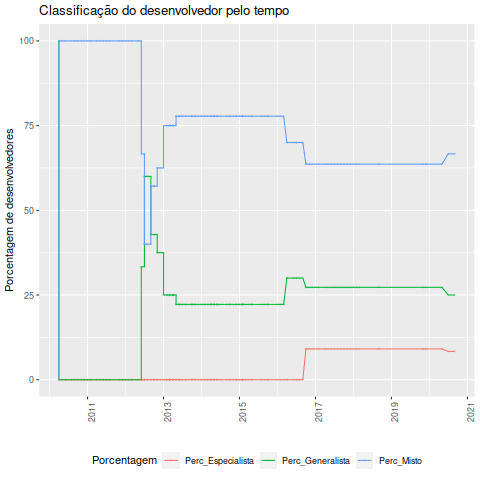 Classificação do desenvolvedor pelo tempo
Porcentagem de desenvolvedores
100
75
50
25
0
2011
2013
2015
2017
2019
2021
Porcentagem
Perc_Especialista
Perc_Generalista
Perc_Misto